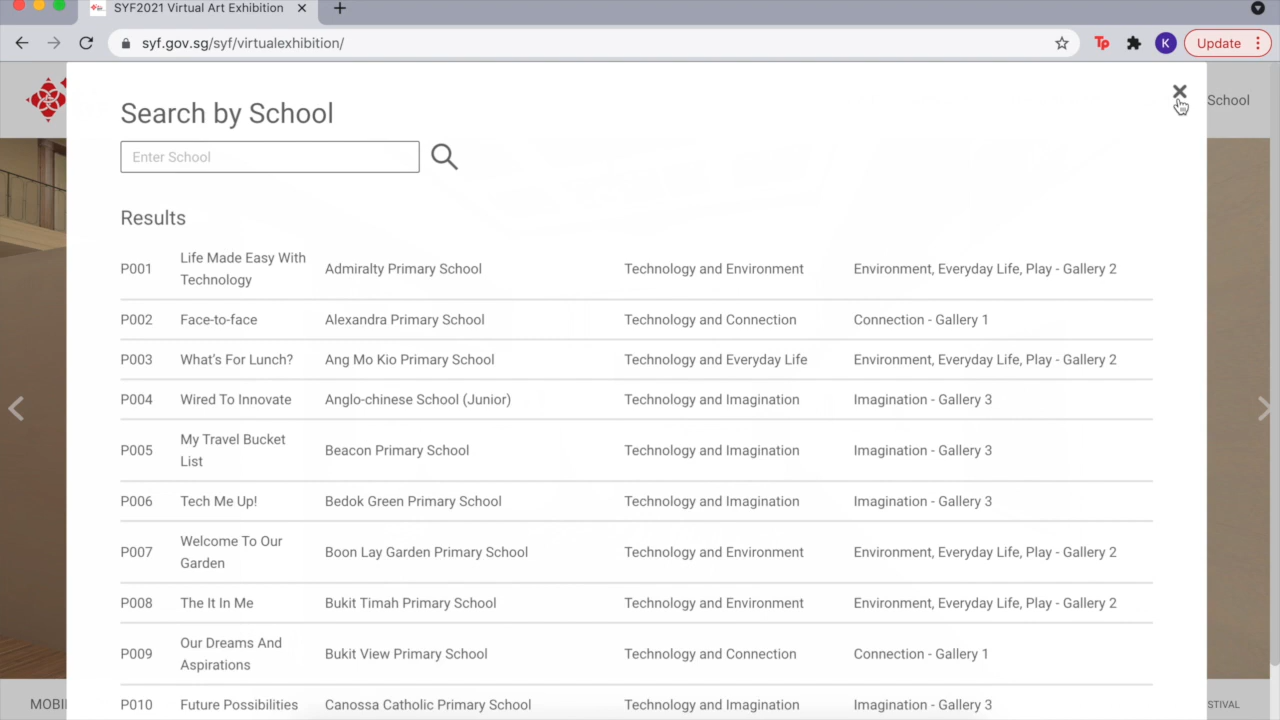 SYF2021 Virtual Art Exhibition
syf.gov.sg/syf/virtualexhibition/
Tp
K
Update
School
Search by School
Enter School
Results
P001 Life Made Easy With Technology Admiralty Primary School Technology and Environment Environment, Everyday Life, Play - Gallery 2
P002 Face-to-face Alexandra Primary School Technology and Connection Connection - Gallery 1
P003 What's For Lunch? Ang Mo Kio Primary School Technology and Everyday Life Environment, Everyday Life, Play - Gallery 2
P004 Wired To Innovate Anglo-chinese School (Junior) Technology and Imagination Imagination - Gallery 3
P005 My Travel Bucket List Beacon Primary School Technology and Imagination Imagination - Gallery 3
P006 Tech Me Up! Bedok Green Primary School Technology and Imagination Imagination - Gallery 3
P007 Welcome To Our Garden Boon Lay Garden Primary School Technology and Environment Environment, Everyday Life, Play - Gallery 2
P008 The It In Me Bukit Timah Primary School Technology and Environment Environment, Everyday Life, Play - Gallery 2
P009 Our Dreams And Aspirations Bukit View Primary School Technology and Connection Connection - Gallery 1
P010 Future Possibilities Canossa Catholic Primary School Technology and Imagination Imagination - Gallery 3
MOBI
STIVAL